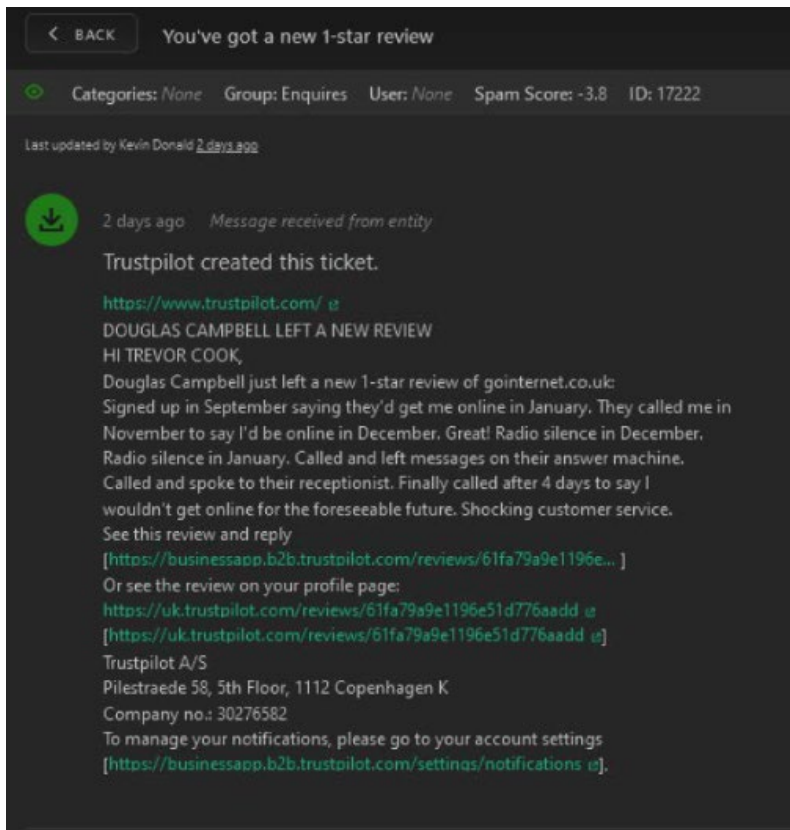 BACK You've got a new 1-star review
Categories: None Group: Enquires User: None Spam Score: -3.8 ID: 17222
Last updated by Kevin Donald 2 days ago
2 days ago Message received from entity
Trustpilot created this ticket.
https://www.trustpilot.com/
DOUGLAS CAMPBELL LEFT A NEW REVIEW
HI TREVOR COOK,
Douglas Campbell just left a new 1-star review of gointernet.co.uk:
Signed up in September saying they'd get me online in January. They called me in
November to say I'd be online in December. Great! Radio silence in December.
Radio silence in January. Called and left messages on their answer machine.
Called and spoke to their receptionist. Finally called after 4 days to say I
wouldn't get online for the foreseeable future. Shocking customer service.
See this review and reply
[https://businessapp.b2b.trustpilot.com/reviews/61fa79a9e1196e... ]
Or see the review on your profile page:
https://uk.trustpilot.com/reviews/61fa79a9e1196e51d776aadd
[https://uk.trustpilot.com/reviews/61fa79a9e1196e51d776aadd ]
Trustpilot A/S
Pilestraede 58, 5th Floor, 1112 Copenhagen K
Company no.: 30276582
To manage your notifications, please go to your account settings
[https://businessapp.b2b.trustpilot.com/settings/notifications ].